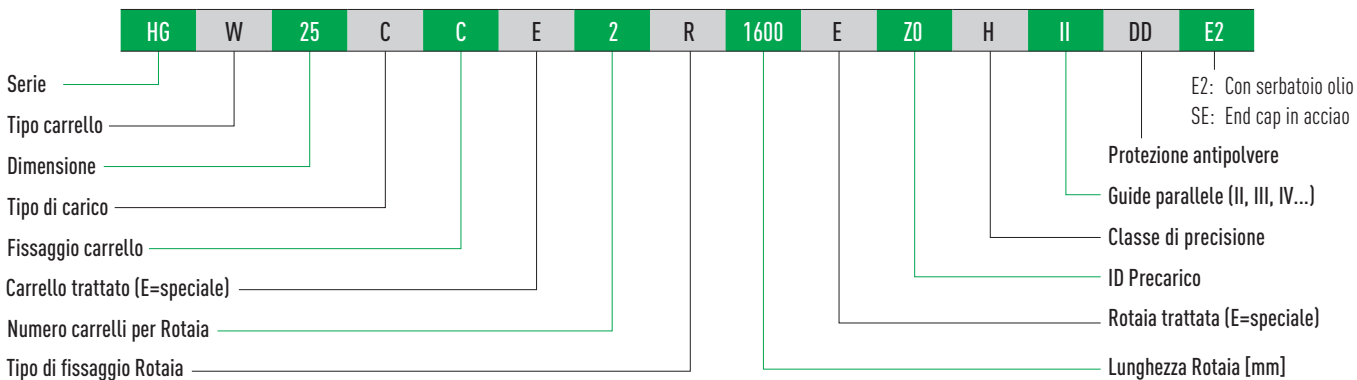 HG W 25 C C E 2 R 1600 E Z0 H II DD E2
Serie
Tipo carrello
Dimensione
Tipo di carico
Fissaggio carrello
Carrello trattato (E=speciale)
Numero carrelli per Rotaia
Tipo di fissaggio Rotaia
E2: Con serbatoio olio
SE: End cap in acciao
Protezione antipolvere
Guide parallele (II, III, IV...)
Classe di precisione
ID Precarico
Rotaia trattata (E=speciale)
Lunghezza Rotaia [mm]